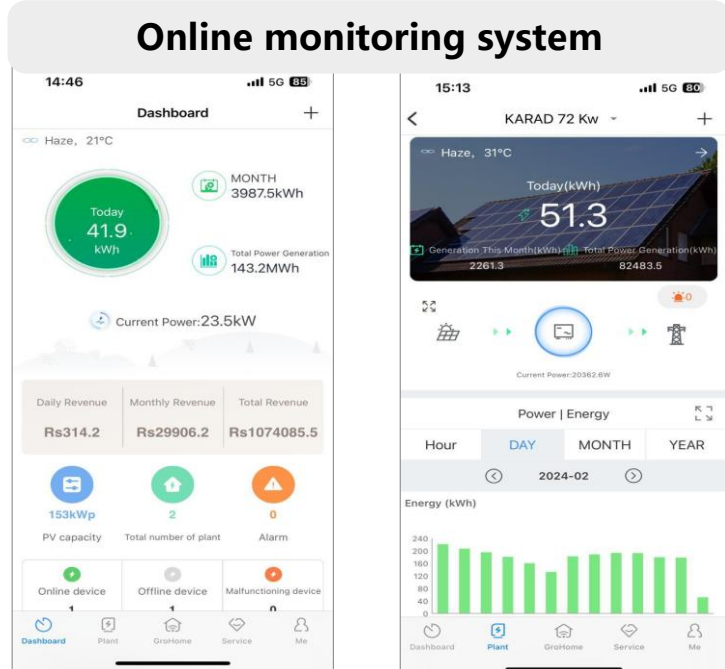 Online monitoring system
14:46
5G 85
Dashboard
Haze, 21°C
Today
41.9
kWh
MONTH
3987.5kWh
Total Power Generation
143.2MWh
Current Power:23.5kW
Daily Revenue Monthly Revenue Total Revenue
Rs314.2 Rs29906.2 Rs1074085.5
153kWp 2 0
PV capacity Total number of plant Alarm
Online device Offline device Malfunctioning device
1 1 0
Dashboard Plant GroHome Service Me
15:13
5G 80
KARAD 72 Kw
Haze, 31°C
Today(kWh)
51.3
Generation This Month(kWh) Total Power Generation(kWh)
2261.3 82483.5
0
Current Power:20362.6W
Power | Energy
Hour DAY MONTH YEAR
2024-02
Energy (kWh)
240
200
160
120
80
40
0
Dashboard Plant GroHome Service Me